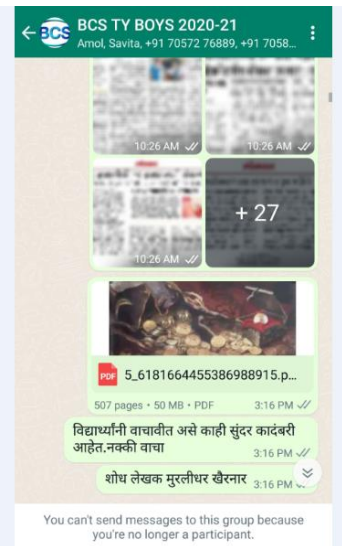 BCS TY BOYS 2020-21
BCS
Amol, Savita, +91 70572 76889, +91 7058...
10:26 AM
10:26 AM
10:26 AM
+ 27
PDF
5_6181664455386988915.p...
507 pages • 50 MB • PDF
3:16 PM
विद्यार्थ्यांनी वाचावीत असे काही सुंदर कादंबरी
आहेत.नक्की वाचा
3:16 PM
शोध लेखक मुरलीधर खैरनार
3:16 PM
You can't send messages to this group because
you're no longer a participant.